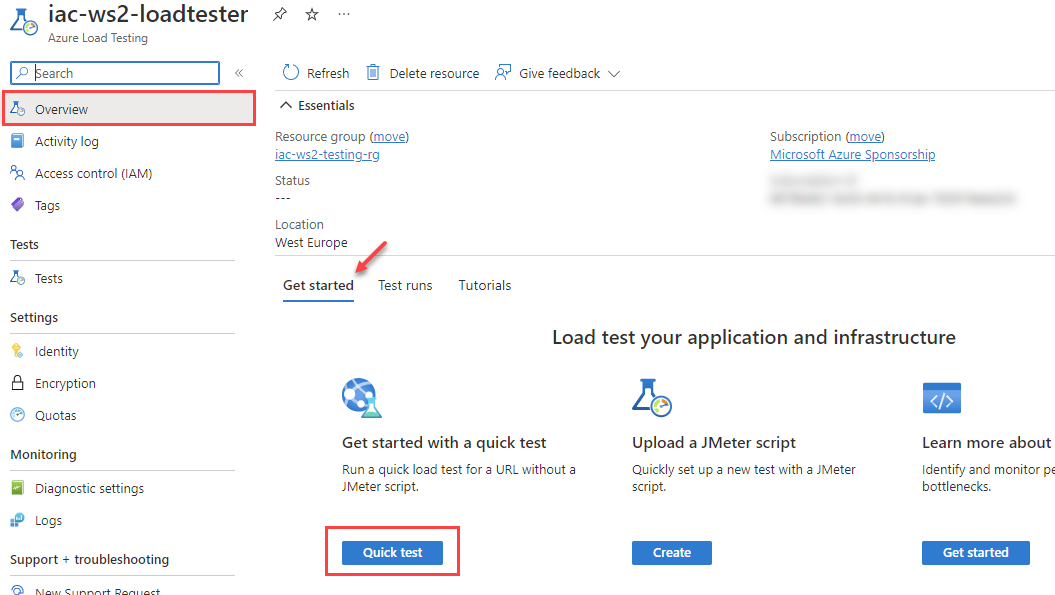 iac-ws2-loadtester
Azure Load Testing
Search
«
Overview
Activity log
Access control (IAM)
Tags
Tests
Tests
Settings
Identity
Encryption
Quotas
Monitoring
Diagnostic settings
Logs
Support + troubleshooting
New Support Request
Refresh
Delete resource
Give feedback
Essentials
Resource group (move)
iac-ws2-testing-rg
Status
---
Location
West Europe
Subscription (move)
Microsoft Azure Sponsorship
Get started
Test runs
Tutorials
Load test your application and infrastructure
Get started with a quick test
Run a quick load test for a URL without a
JMeter script.
Quick test
Upload a JMeter script
Quickly set up a new test with a JMeter
script.
Create
Learn more about
Identify and monitor pe
bottlenecks.
Get started